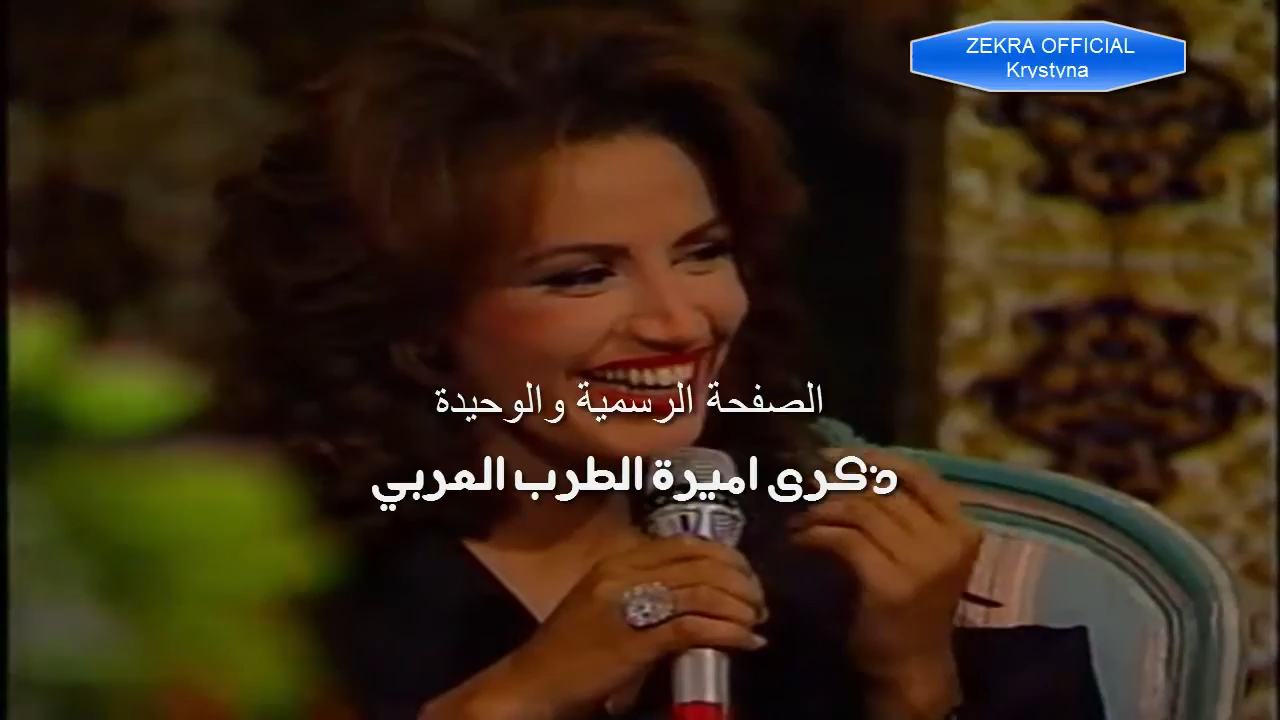 ZEKRA OFFICIAL
Krystyna
الصفحة الرسمية والوحيدة
ذكرى اميرة الطرب العربي